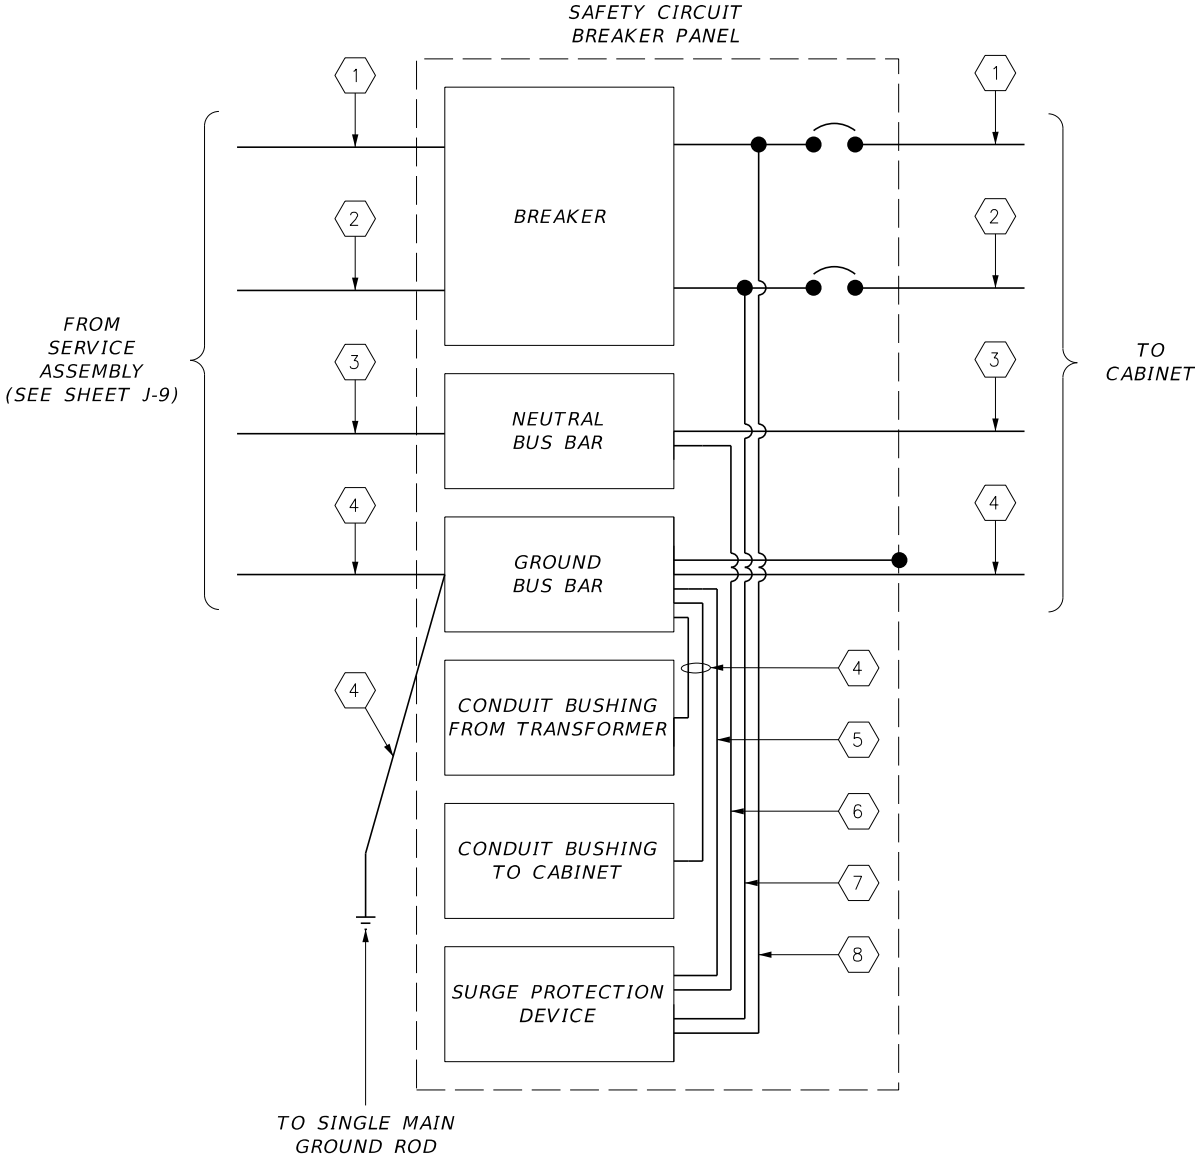 SAFETY CIRCUIT
BREAKER PANEL
1
1
2
2
BREAKER
FROM
SERVICE
ASSEMBLY
(SEE SHEET J-9)
TO
CABINET
3
3
NEUTRAL
BUS BAR
4
4
GROUND
BUS BAR
4
4
CONDUIT BUSHING
FROM TRANSFORMER
5
6
CONDUIT BUSHING
TO CABINET
7
8
SURGE PROTECTION
DEVICE
TO SINGLE MAIN
GROUND ROD